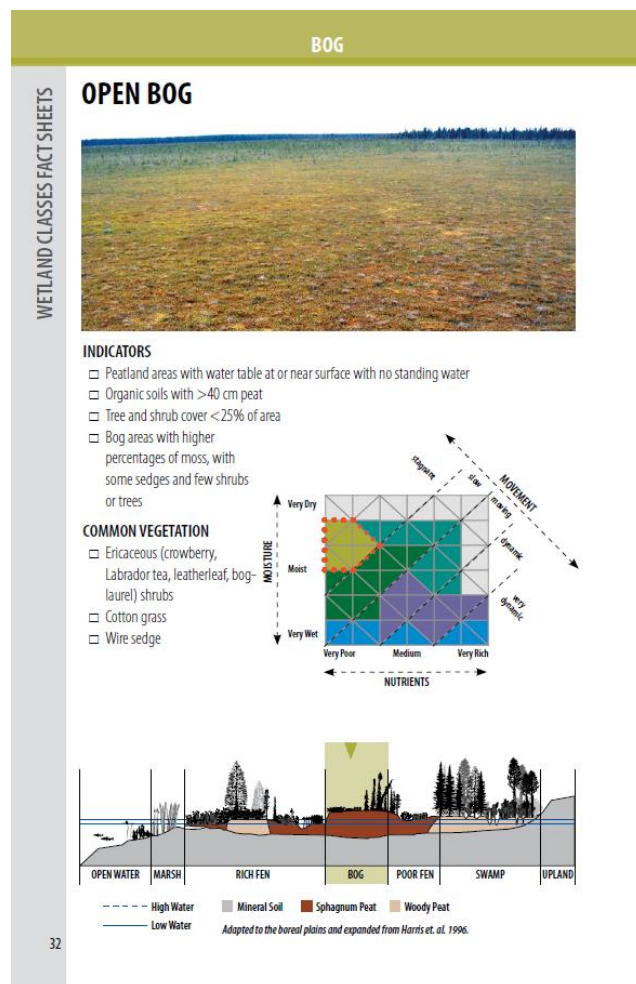 BOG
WETLAND CLASSES FACT SHEETS
OPEN BOG
INDICATORS
Peatland areas with water table at or near surface with no standing water
Organic soils with >40 cm peat
Tree and shrub cover <25% of area
Bog areas with higher
percentages of moss, with
some sedges and few shrubs
or trees
COMMON VEGETATION
Ericaceous (crowberry,
Labrador tea, leatherleaf, bog-
laurel) shrubs
Cotton grass
Wire sedge
MOISTURE
Very Dry
Moist
Very Wet
stagnant
slow
moving
dynamic
very
dynamic
MOVEMENT
Very Poor
Medium
Very Rich
NUTRIENTS
OPEN WATER
MARSH
RICH FEN
BOG
POOR FEN
SWAMP
UPLAND
High Water
Low Water
Mineral Soil
Sphagnum Peat
Woody Peat
Adapted to the boreal plains and expanded from Harris et. al. 1996.
32